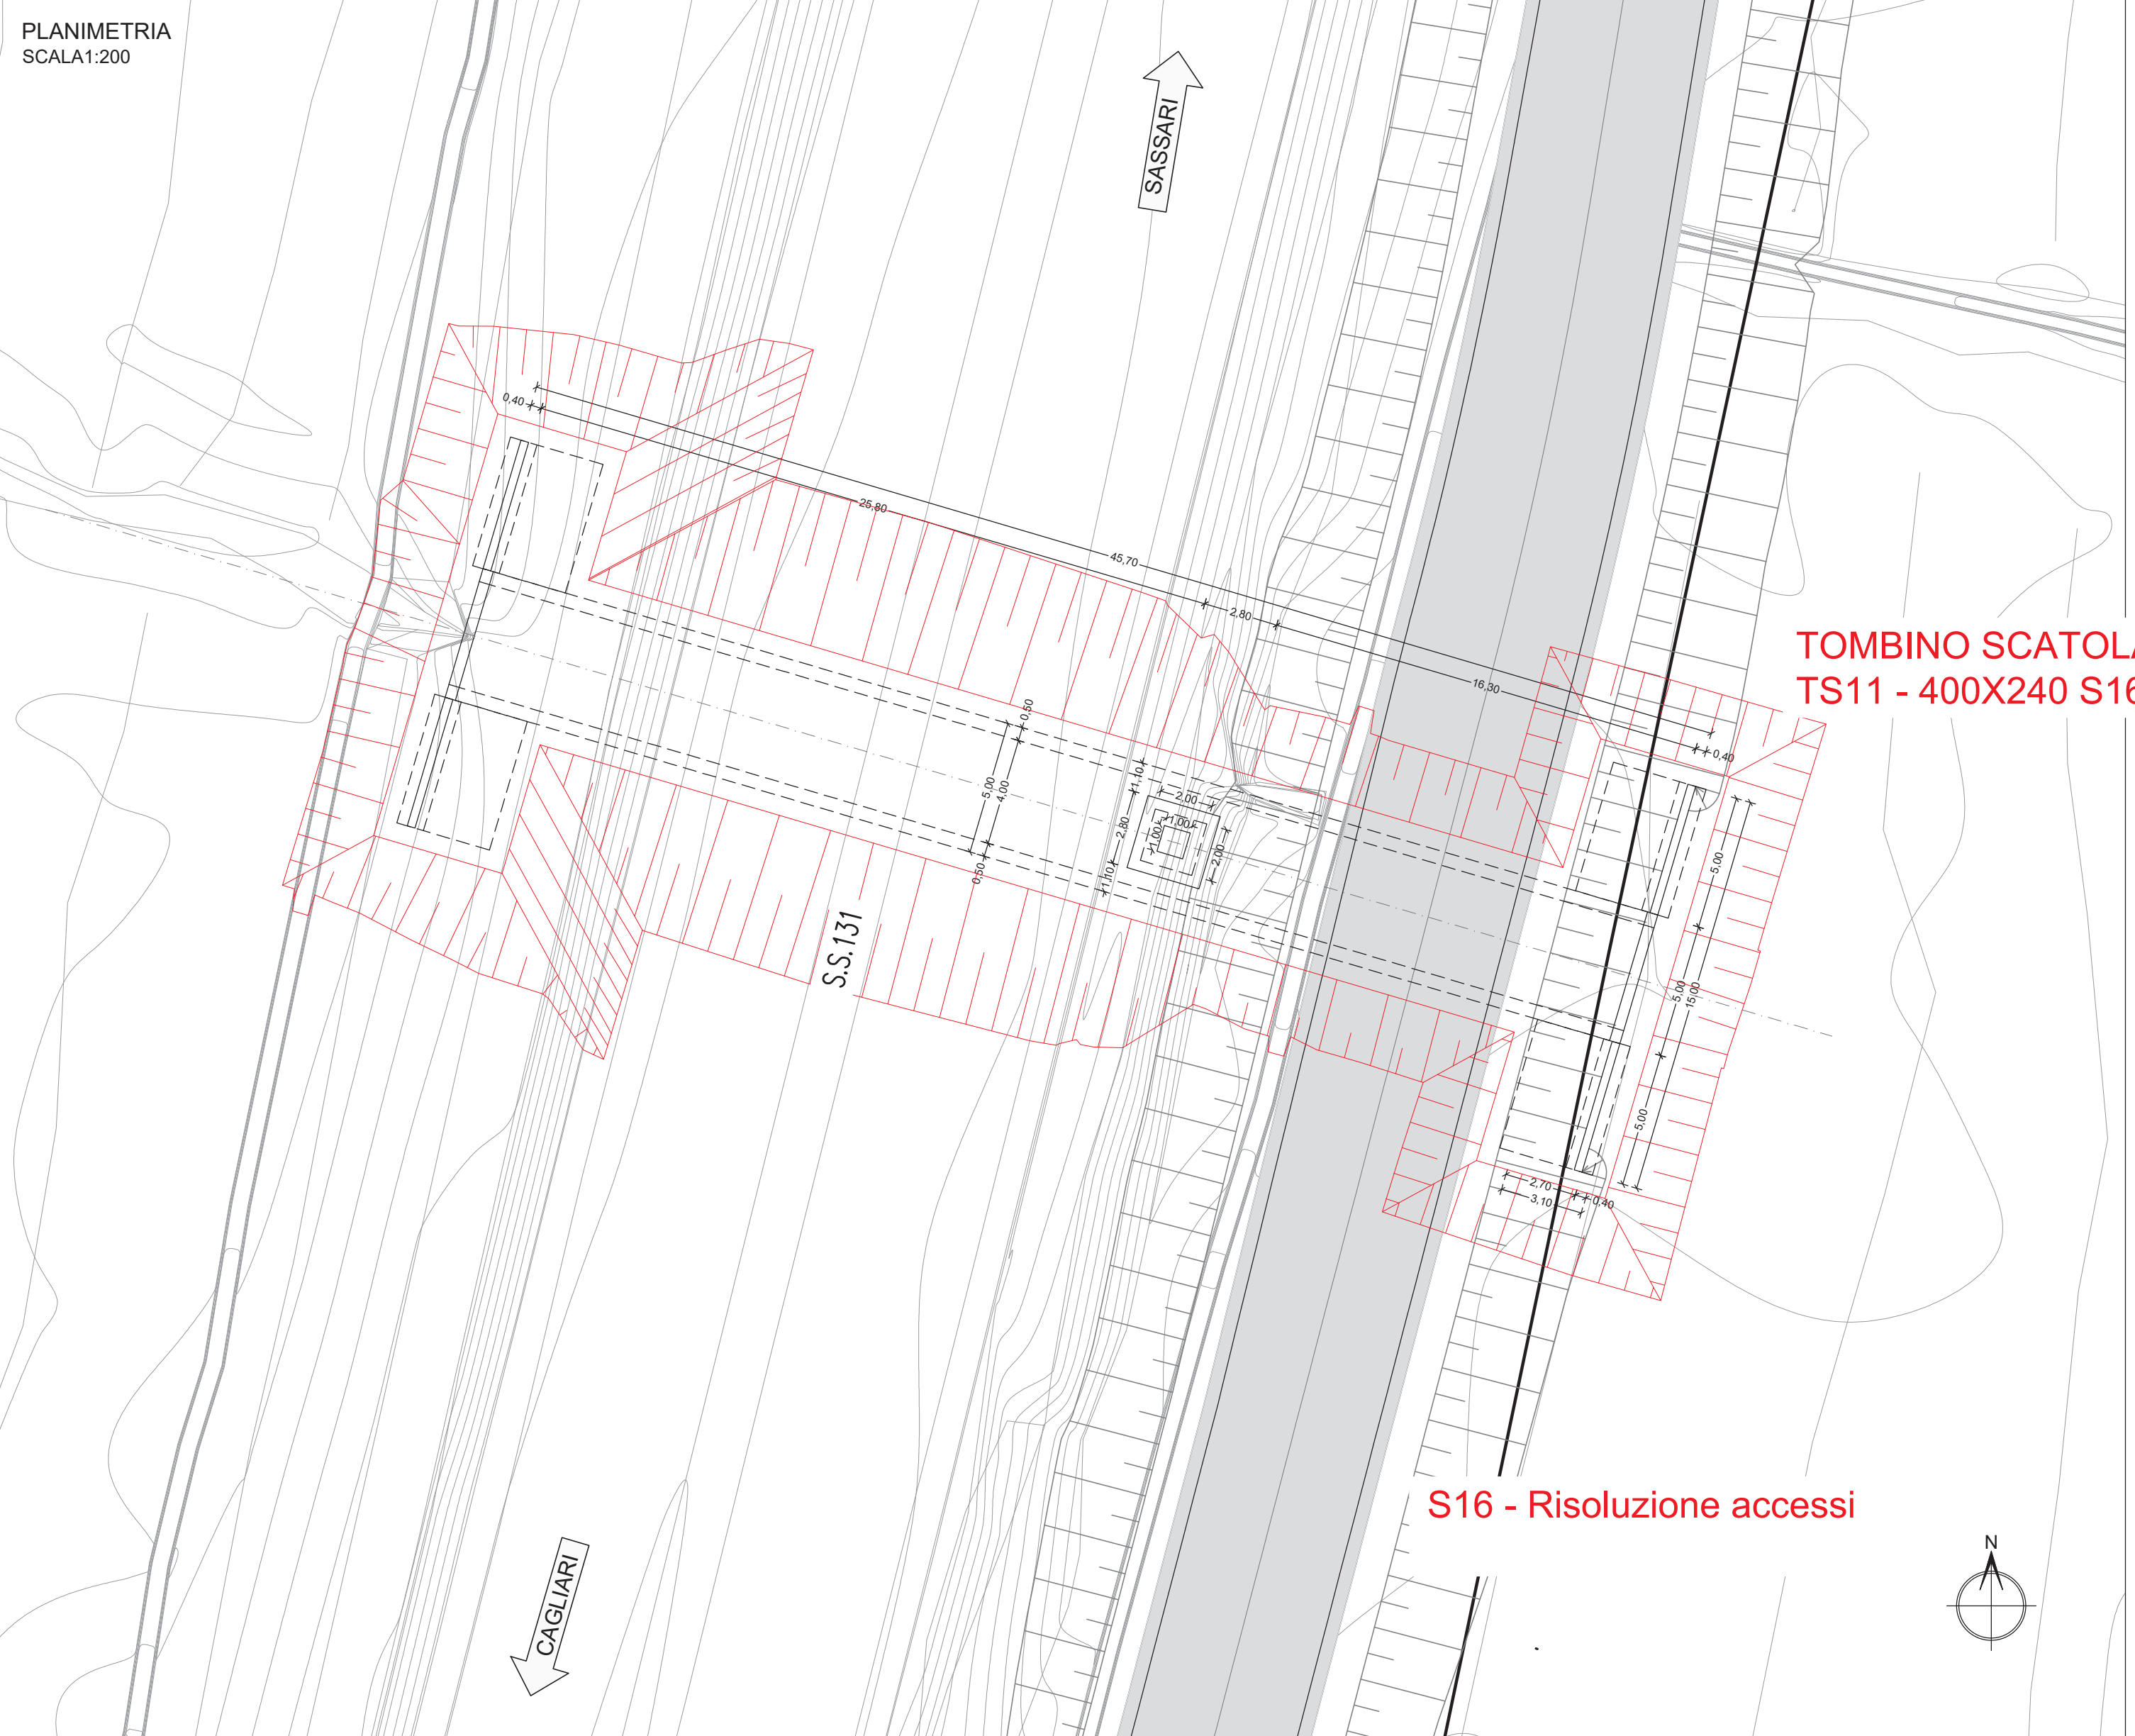 PLANIMETRIA
SCALA1:200
SASSARI
0,40
25,80
45,70
2,80
16,30
0,40
TOMBINO SCATOLA
TS11 - 400X240 S16
0,50
5,00
4,00
0,50
1,10
2,00
1,00
1,00
2,80
2,00
1,10
5,00
5,00
15,00
5,00
2,70
3,10
0,40
S.S.131
S16 - Risoluzione accessi
CAGLIARI
N